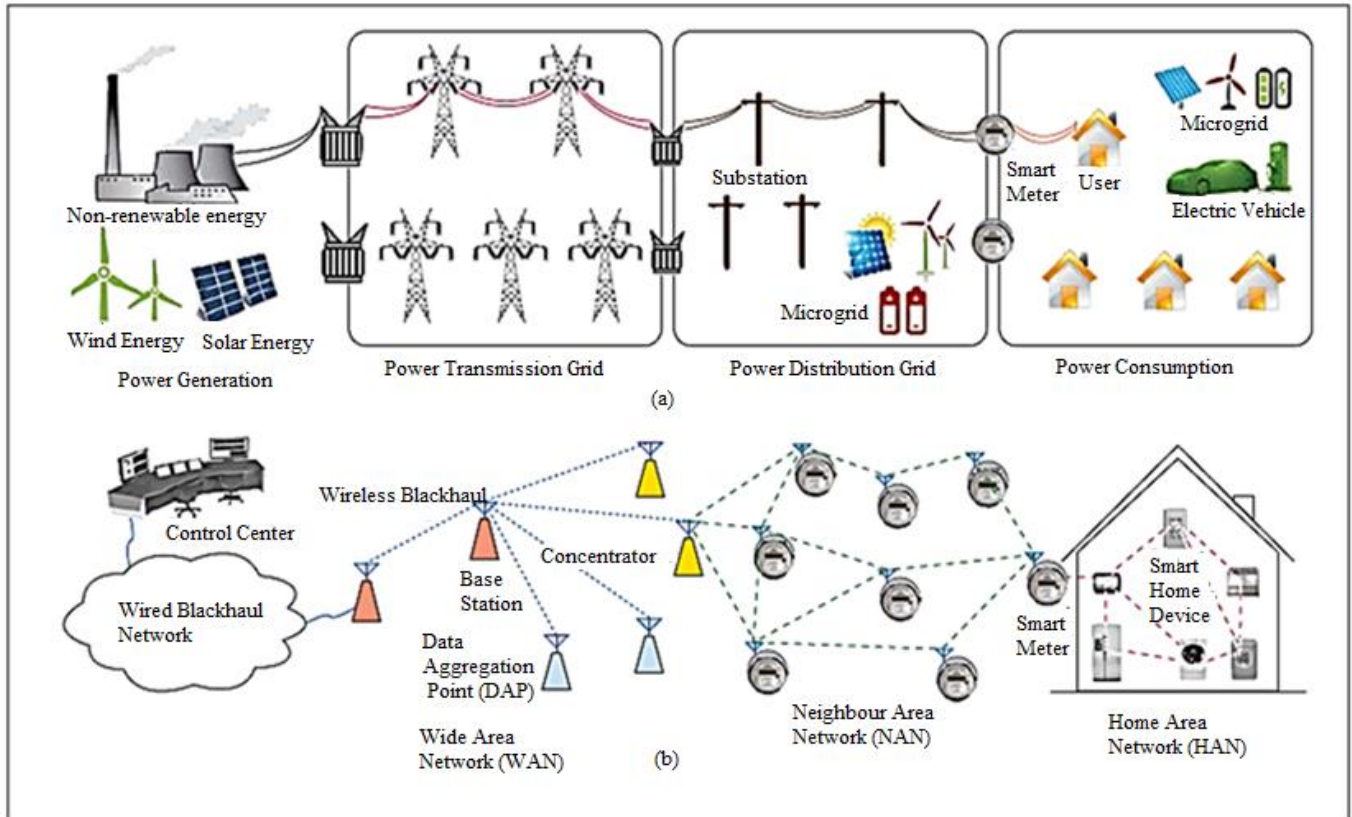 Non-renewable energy
Wind Energy
Solar Energy
Power Generation
Power Transmission Grid
Substation
Microgrid
Power Distribution Grid
Smart
Meter
User
Microgrid
Electric Vehicle
Power Consumption
(a)
Control Center
Wired Blackhaul
Network
Wireless Blackhaul
Base
Station
Concentrator
Data
Aggregation
Point (DAP)
Wide Area
Network (WAN)
Neighbour Area
Network (NAN)
Smart
Meter
Smart
Home
Device
Home Area
Network (HAN)
(b)